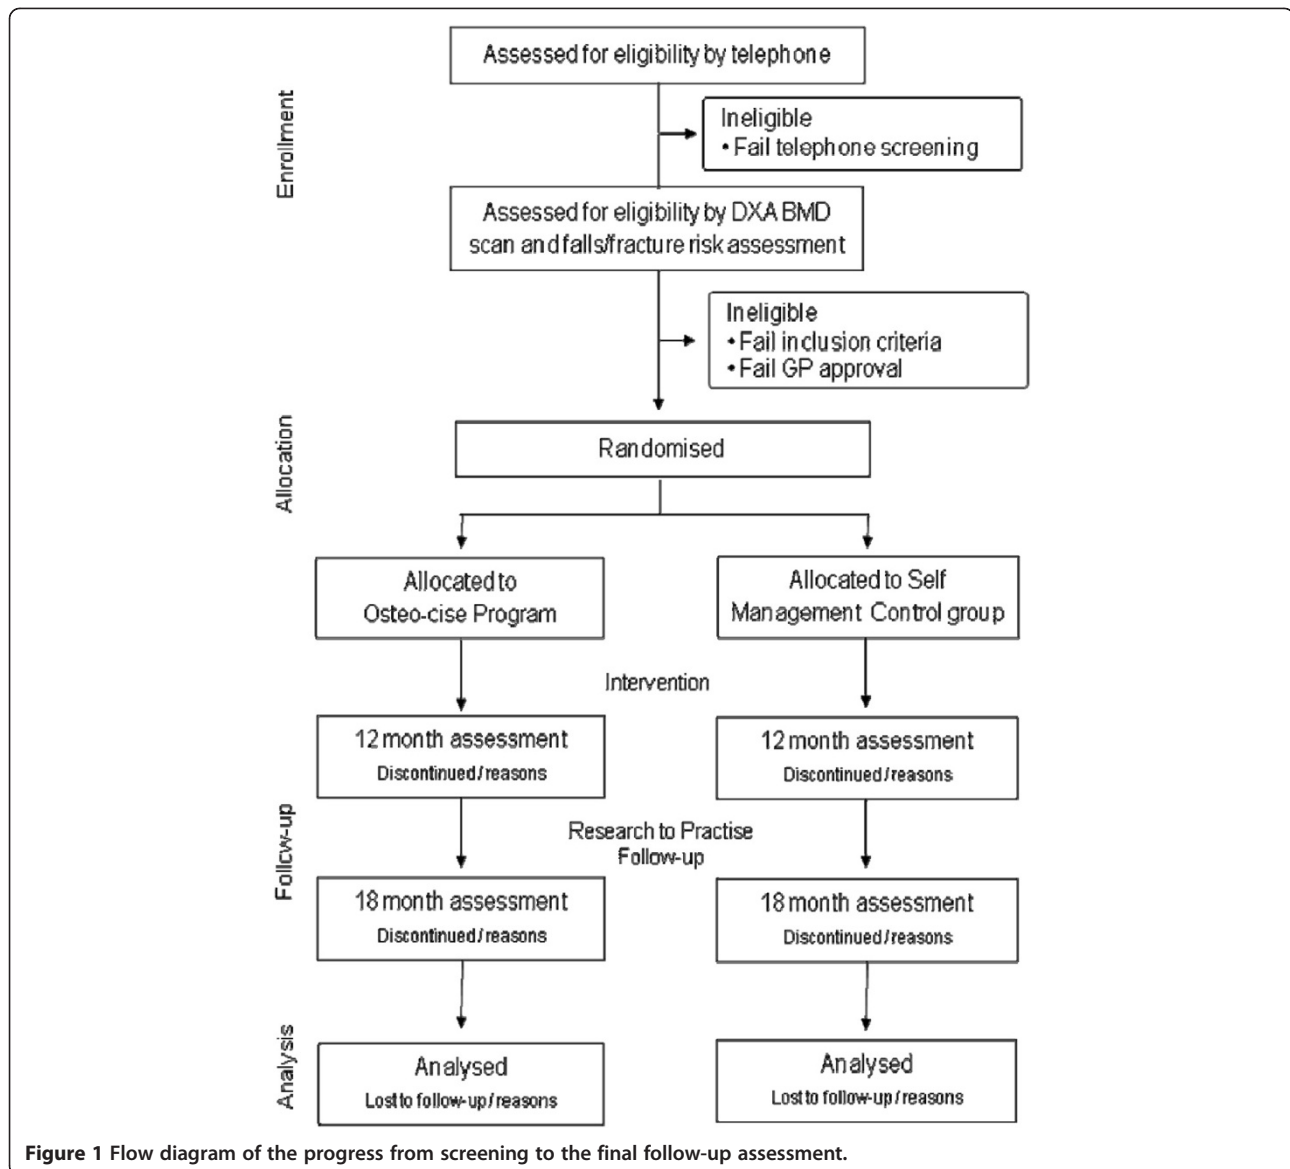 Assessed for eligibility by telephone
Enrollment
Ineligible
• Fail telephone screening
Assessed for eligibility by DXA BMD
scan and falls/fracture risk assessment
Ineligible
• Fail inclusion criteria
• Fail GP approval
Allocation
Randomised
Allocated to
Osteo-cise Program
Allocated to Self
Management Control group
Intervention
12 month assessment
Discontinued/reasons
12 month assessment
Discontinued/reasons
Follow-up
Research to Practise
Follow-up
18 month assessment
Discontinued/reasons
18 month assessment
Discontinued/reasons
Analysis
Analysed
Lost to follow-up/reasons
Analysed
Lost to follow-up/reasons
Figure 1 Flow diagram of the progress from screening to the final follow-up assessment.